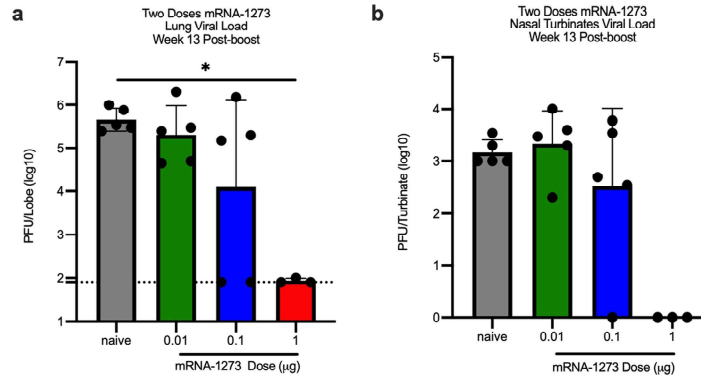 a
Two Doses mRNA-1273
Lung Viral Load
Week 13 Post-boost
PFU/Lobe (log10)
7
6
5
4
3
2
1
*
naive
0.01
0.1
1
mRNA-1273 Dose (μg)
b
Two Doses mRNA-1273
Nasal Turbinates Viral Load
Week 13 Post-boost
PFU/Turbinate (log10)
5
4
3
2
1
0
naive
0.01
0.1
1
mRNA-1273 Dose (μg)